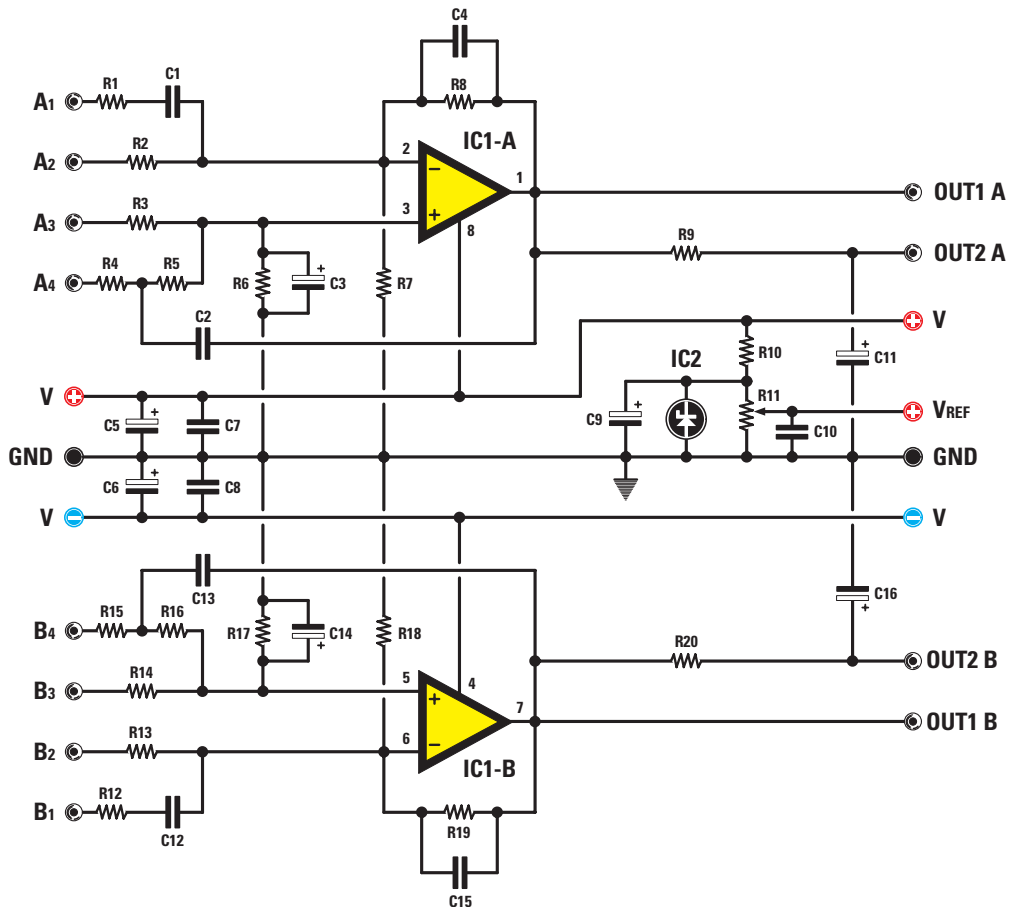 C4
R1 C1
R8
A1
IC1-A
R2 2
A2 −
1
OUT1 A
R3 3
A3 +
8
R9
OUT2 A
R4 R5
A4
R6 + C3 R7
C2
+ V
R10
IC2
+ C11
V +
+ R11
C5 + C7 C9 C10 + VREF
GND GND
C6 + C8
V − − V
C13
C16 +
R15 R16
B4
R17 C14 + R18
R20
OUT2 B
R14 5 4
B3 + 7
OUT1 B
R13 6
B2 −
IC1-B
R12
B1
C12 R19
C15